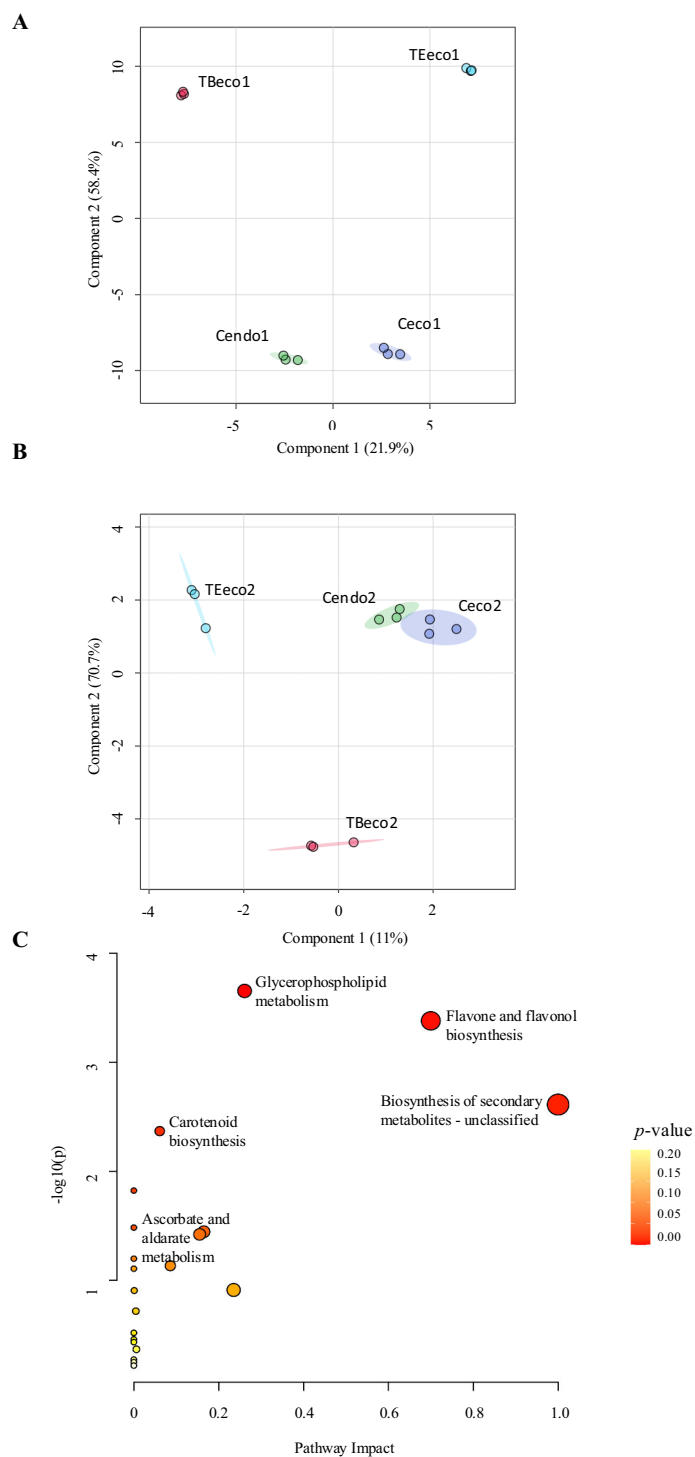 A
10
5
0
-5
-10
Component 2 (58.4%)
TBeco1
TEeco1
Cendo1
Ceco1
-5
0
5
Component 1 (21.9%)
B
4
2
0
-2
-4
Component 2 (70.7%)
TEeco2
Cendo2
Ceco2
TBeco2
-4
-2
0
2
Component 1 (11%)
C
4
3
2
1
-log10(p)
Glycerophospholipid
metabolism
Flavone and flavonol
biosynthesis
Biosynthesis of secondary
metabolites - unclassified
Carotenoid
biosynthesis
Ascorbate and
aldarate
metabolism
p-value
0.20
0.15
0.10
0.05
0.00
0
0.2
0.4
0.6
0.8
1.0
Pathway Impact